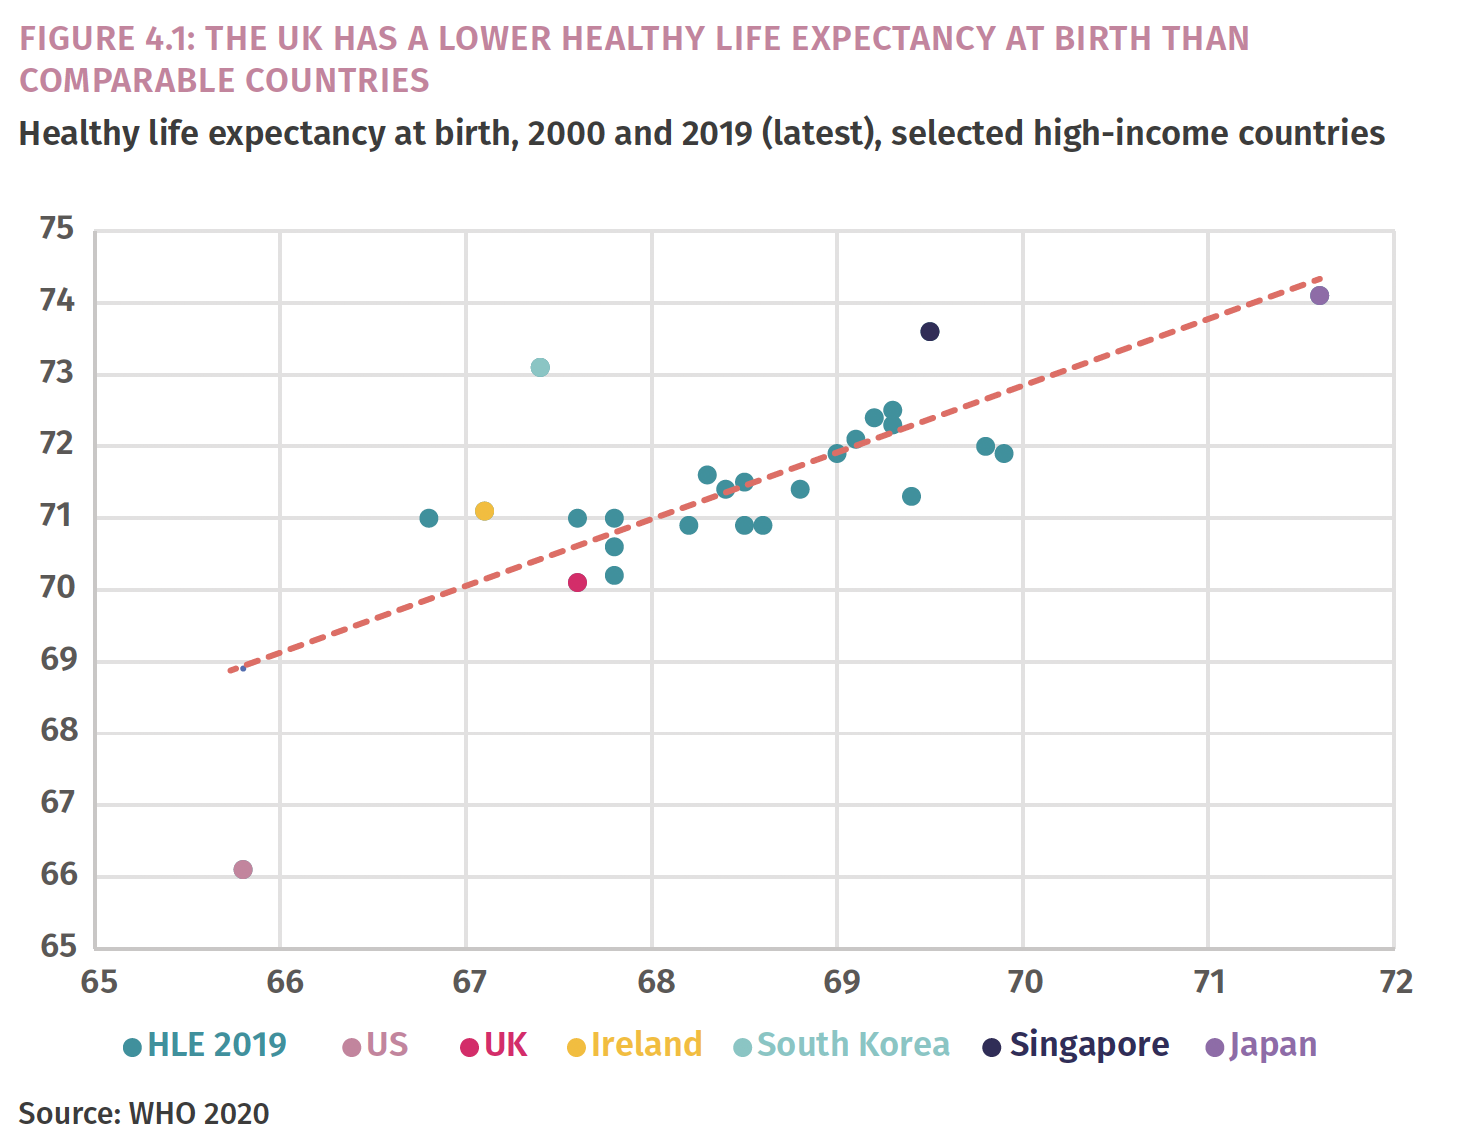 FIGURE 4.1: THE UK HAS A LOWER HEALTHY LIFE EXPECTANCY AT BIRTH THAN
COMPARABLE COUNTRIES
Healthy life expectancy at birth, 2000 and 2019 (latest), selected high-income countries
75
74
73
72
71
70
69
68
67
66
65
65 66 67 68 69 70 71 72
HLE 2019 US UK Ireland South Korea Singapore Japan
Source: WHO 2020